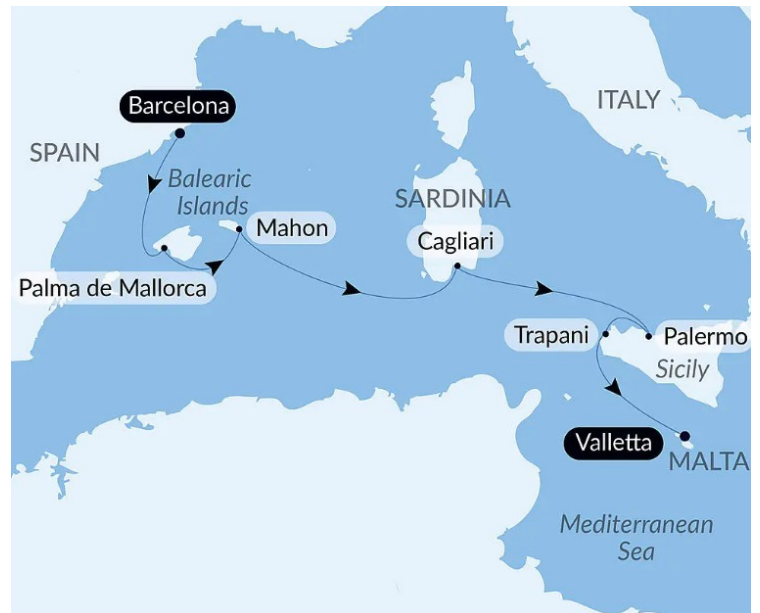 ITALY
Barcelona
SPAIN
Balearic
Islands
SARDINIA
Mahon
Cagliari
Palma de Mallorca
Trapani
Palermo
Sicily
Valletta
MALTA
Mediterranean
Sea